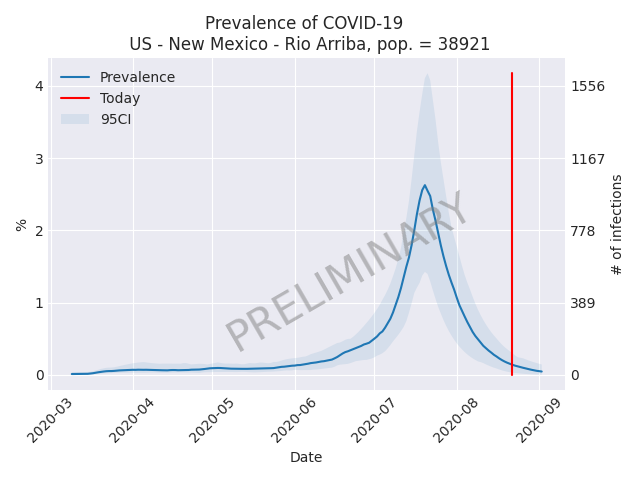 Prevalence of COVID-19
US - New Mexico - Rio Arriba, pop. = 38921
Prevalence
Today
95CI
4
3
2
1
0
%
1556
1167
778
389
0
# of infections
PRELIMINARY
2020-03
2020-04
2020-05
2020-06
2020-07
2020-08
2020-09
Date